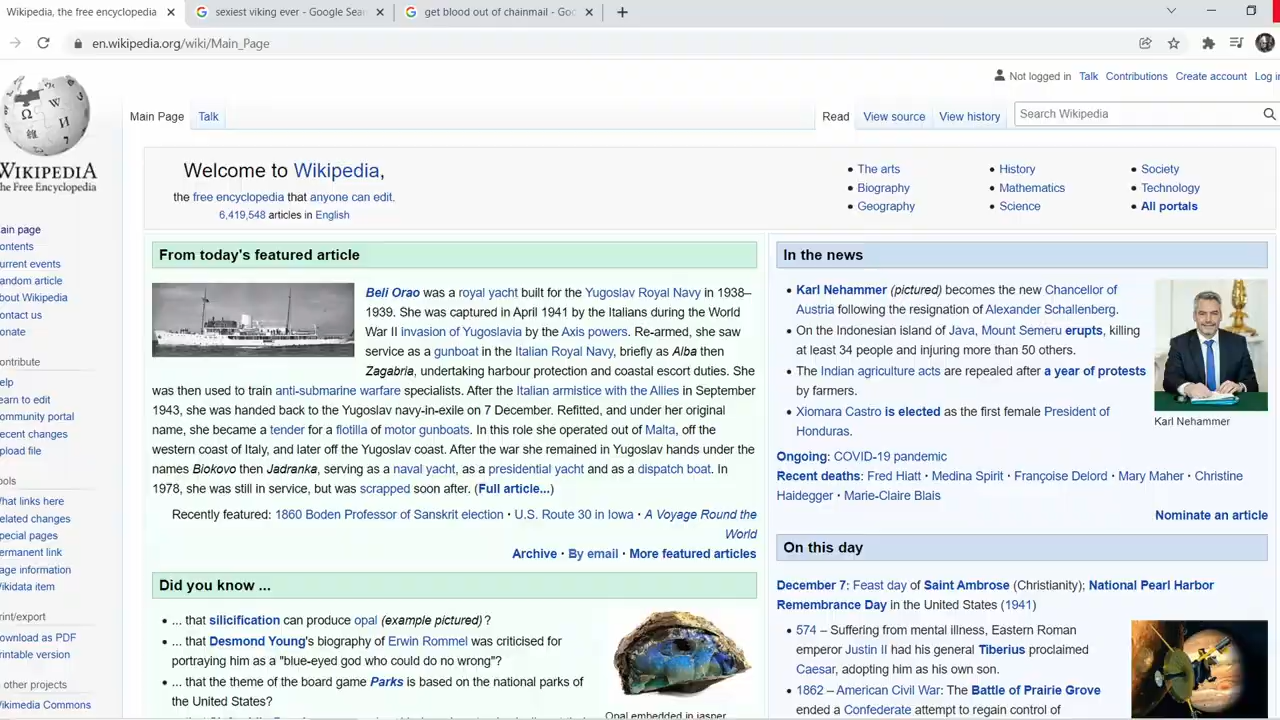 Wikipedia, the free encyclopedia
sexiest viking ever - Google Sear
get blood out of chainmail - Goo
en.wikipedia.org/wiki/Main_Page
Not logged in Talk Contributions Create account Log in
Main Page Talk
Read View source View history Search Wikipedia
WIKIPEDIA
The Free Encyclopedia
ain page
ontents
urrent events
andom article
bout Wikipedia
ontact us
onate
ontribute
elp
earn to edit
ommunity portal
ecent changes
pload file
ools
What links here
elated changes
pecial pages
ermanent link
age information
Wikidata item
rint/export
ownload as PDF
rintable version
other projects
Wikimedia Commons
Welcome to Wikipedia,
the free encyclopedia that anyone can edit.
6,419,548 articles in English
• The arts
• Biography
• Geography
• History
• Mathematics
• Science
• Society
• Technology
• All portals
From today's featured article
Beli Orao was a royal yacht built for the Yugoslav Royal Navy in 1938–
1939. She was captured in April 1941 by the Italians during the World
War II invasion of Yugoslavia by the Axis powers. Re-armed, she saw
service as a gunboat in the Italian Royal Navy, briefly as Alba then
Zagabria, undertaking harbour protection and coastal escort duties. She
was then used to train anti-submarine warfare specialists. After the Italian armistice with the Allies in September
1943, she was handed back to the Yugoslav navy-in-exile on 7 December. Refitted, and under her original
name, she became a tender for a flotilla of motor gunboats. In this role she operated out of Malta, off the
western coast of Italy, and later off the Yugoslav coast. After the war she remained in Yugoslav hands under the
names Biokovo then Jadranka, serving as a naval yacht, as a presidential yacht and as a dispatch boat. In
1978, she was still in service, but was scrapped soon after. (Full article...)
Recently featured: 1860 Boden Professor of Sanskrit election • U.S. Route 30 in Iowa • A Voyage Round the
World
Archive • By email • More featured articles
Did you know ...
• ... that silicification can produce opal (example pictured)?
• ... that Desmond Young's biography of Erwin Rommel was criticised for
portraying him as a "blue-eyed god who could do no wrong"?
• ... that the theme of the board game Parks is based on the national parks of
the United States?
Opal embedded in jasper
In the news
• Karl Nehammer (pictured) becomes the new Chancellor of
Austria following the resignation of Alexander Schallenberg.
• On the Indonesian island of Java, Mount Semeru erupts, killing
at least 34 people and injuring more than 50 others.
• The Indian agriculture acts are repealed after a year of protests
by farmers.
• Xiomara Castro is elected as the first female President of
Honduras.
Karl Nehammer
Ongoing: COVID-19 pandemic
Recent deaths: Fred Hiatt • Medina Spirit • Françoise Delord • Mary Maher • Christine
Haidegger • Marie-Claire Blais
Nominate an article
On this day
December 7: Feast day of Saint Ambrose (Christianity); National Pearl Harbor
Remembrance Day in the United States (1941)
• 574 – Suffering from mental illness, Eastern Roman
emperor Justin II had his general Tiberius proclaimed
Caesar, adopting him as his own son.
• 1862 – American Civil War: The Battle of Prairie Grove
ended a Confederate attempt to regain control of